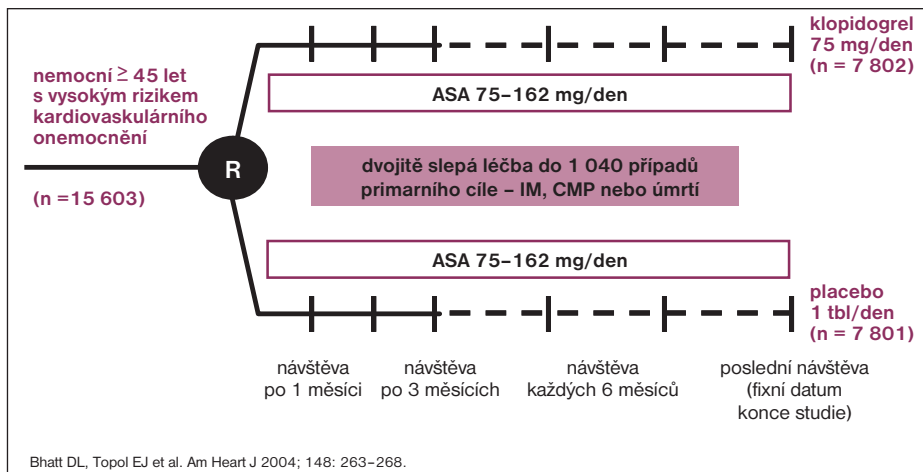 klopidogrel
75 mg/den
(n = 7 802)
nemocní ≥ 45 let
s vysokým rizikem
kardiovaskulárního
onemocnění
(n =15 603)
R
ASA 75–162 mg/den
dvojitě slepá léčba do 1 040 případů
primarního cíle – IM, CMP nebo úmrtí
ASA 75–162 mg/den
placebo
1 tbl/den
(n = 7 801)
návštěva
po 1 měsíci
návštěva
po 3 měsících
návštěva
každých 6 měsíců
poslední návštěva
(fixní datum
konce studie)
Bhatt DL, Topol EJ et al. Am Heart J 2004; 148: 263–268.